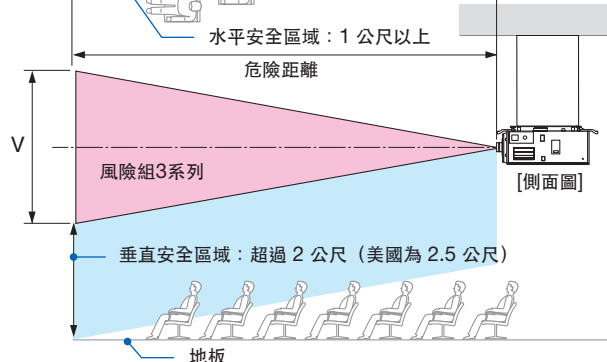 水平安全區域：1 公尺以上
危險距離
V
風險組3系列
[側面圖]
垂直安全區域：超過 2 公尺（美國為 2.5 公尺）
地板